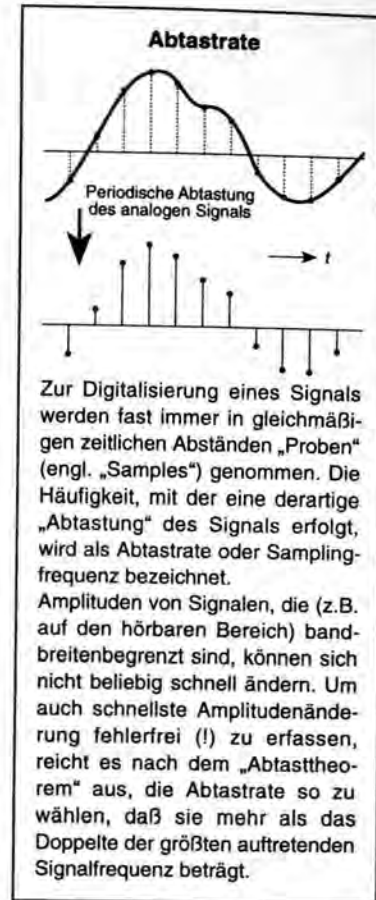 Abtastrate
Periodische Abtastung
des analogen Signals
t
Zur Digitalisierung eines Signals
werden fast immer in gleichmäßi-
gen zeitlichen Abständen „Proben“
(engl. „Samples“) genommen. Die
Häufigkeit, mit der eine derartige
„Abtastung“ des Signals erfolgt,
wird als Abtastrate oder Sampling-
frequenz bezeichnet.
Amplituden von Signalen, die (z.B.
auf den hörbaren Bereich) band-
breitenbegrenzt sind, können sich
nicht beliebig schnell ändern. Um
auch schnellste Amplitudenände-
rung fehlerfrei (!) zu erfassen,
reicht es nach dem „Abtasttheo-
rem“ aus, die Abtastrate so zu
wählen, daß sie mehr als das
Doppelte der größten auftretenden
Signalfrequenz beträgt.